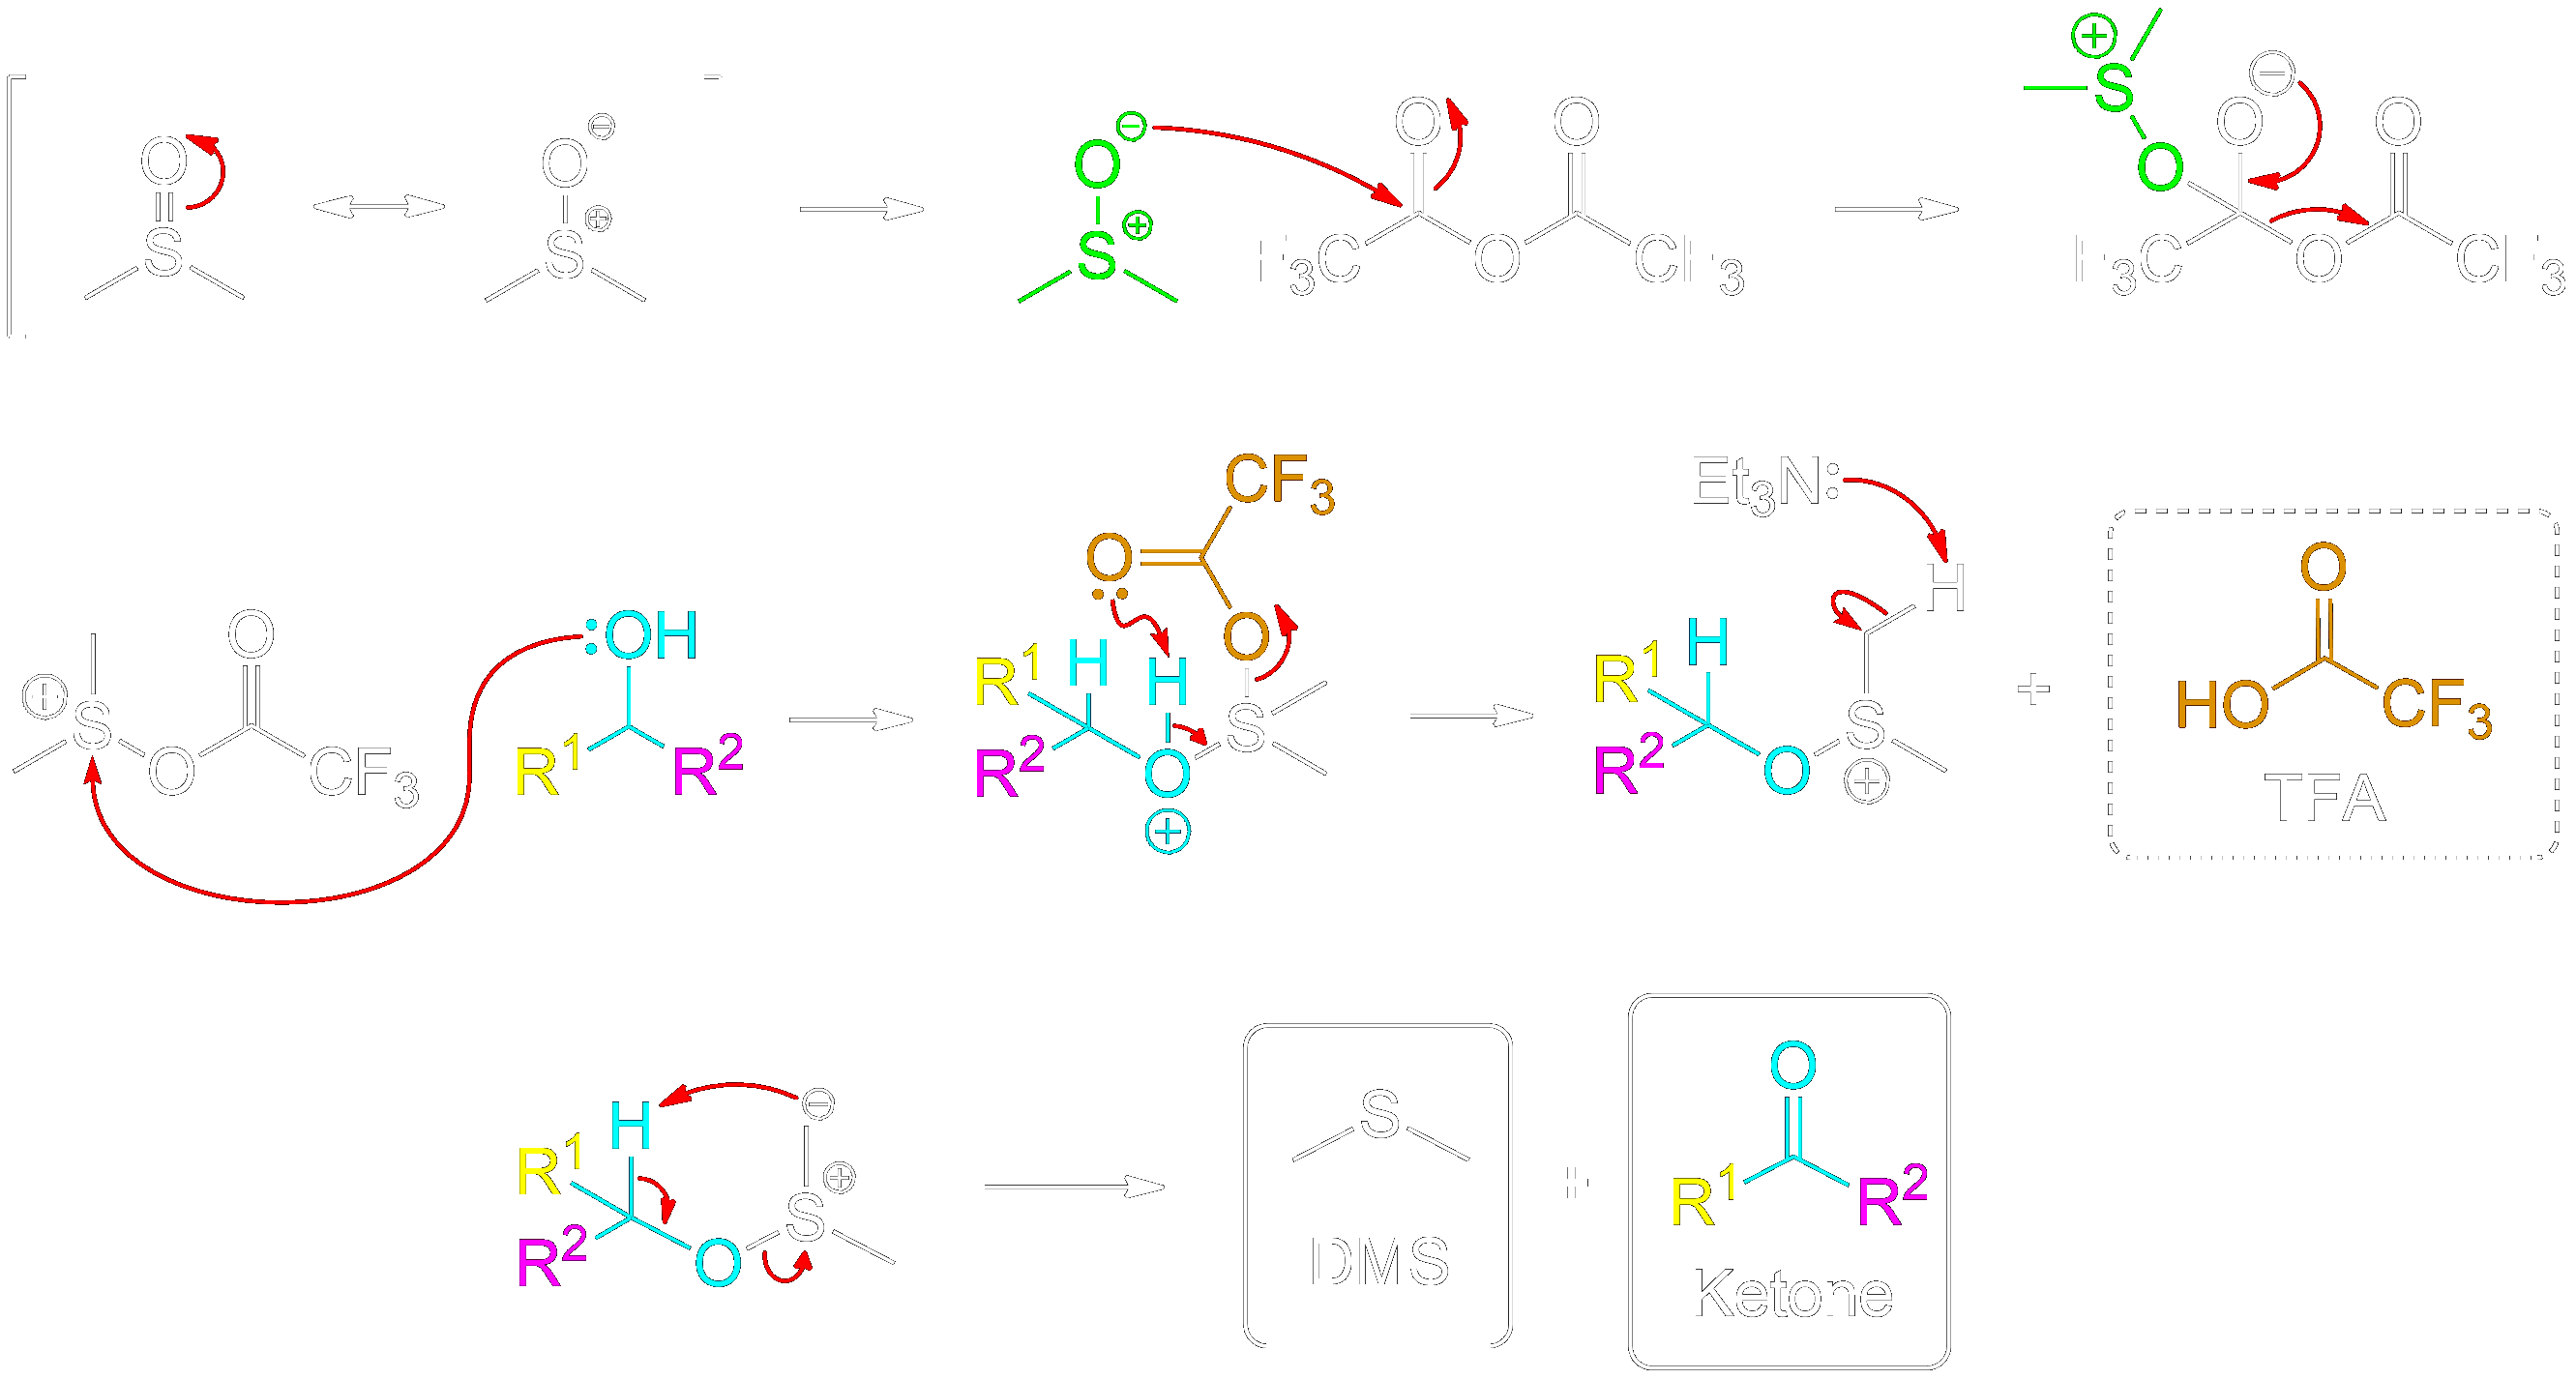 O O⊖ O⊖ O O ⊕ ⊖ O O
S S⊕ S⊕ F3C O CF3 S O F3C O CF3
CF3 Et3N:
O O H O
O :OH R1 H H O R1 H HO CF3
⊕ S O CF3 R1 R2 R2 O ⊕ S R2 O S ⊕ + TFA
H ⊖ S O
R1 R2 O S ⊕ + R1 R2
DMS Ketone